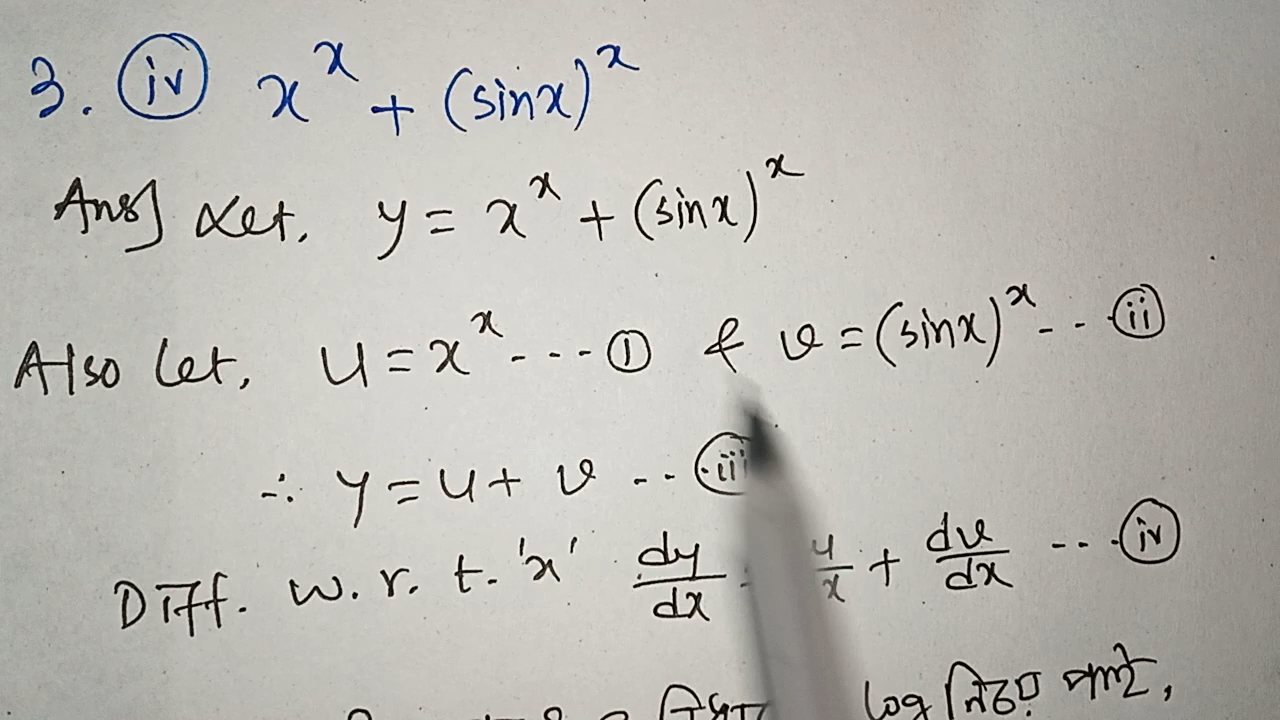 3. (iv) x^x + (sinx)^x
Ans] Let, y = x^x + (sinx)^x
Also let, u = x^x ---- (i) & v = (sinx)^x -- -- (ii)
∴ y = u + v -- -- (iii)
Diff. w. r. t. 'x' dy/dx u/x + dv/dx -- -- (iv)
log নিয়ে পাই,